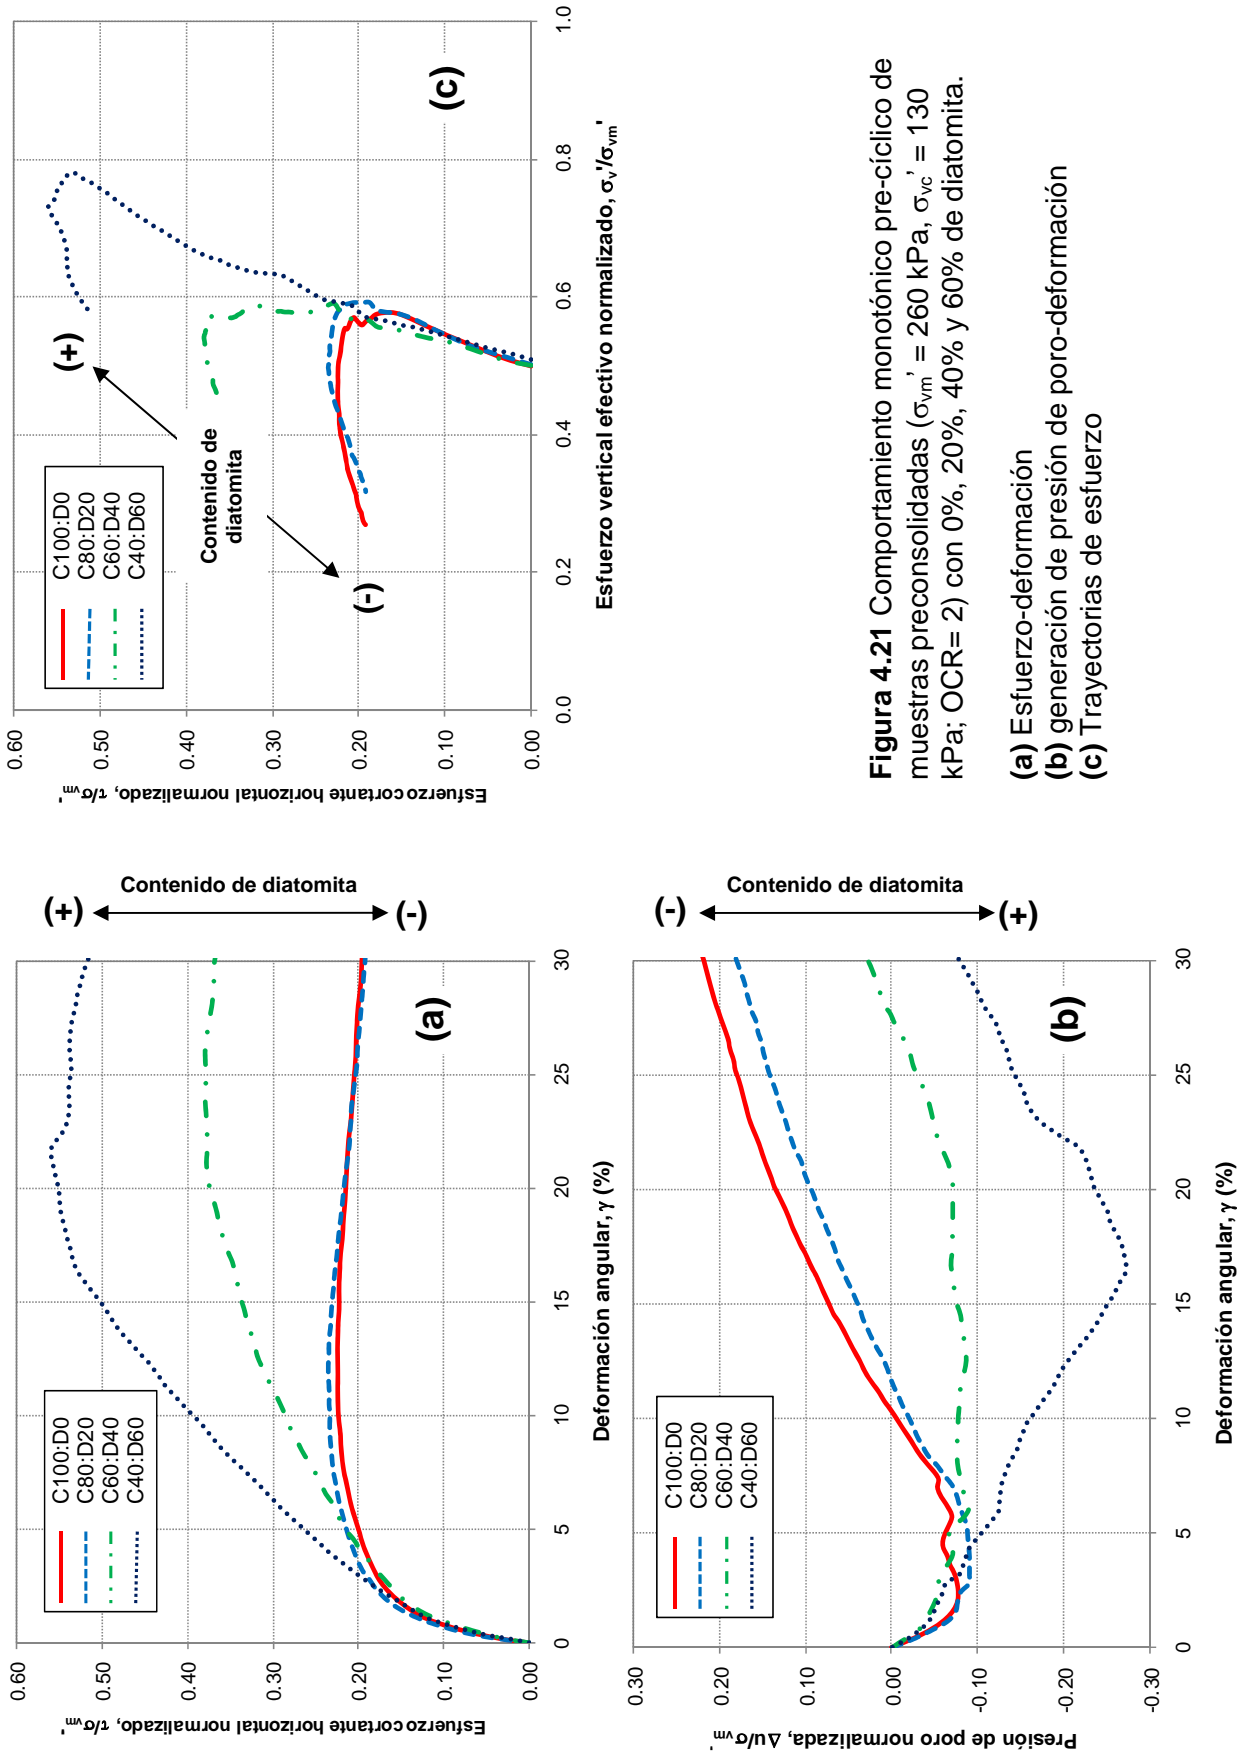 0.60
0.50
0.40
0.30
0.20
0.10
0.00
Esfuerzo cortante horizontal normalizado, τ/σvm'
C100:D0
C80:D20
C60:D40
C40:D60
(a)
0
5
10
15
20
25
30
Deformación angular, γ (%)
(+)
Contenido de diatomita
(-)
0.60
0.50
0.40
0.30
0.20
0.10
0.00
Esfuerzo cortante horizontal normalizado, τ/σvm'
C100:D0
C80:D20
C60:D40
C40:D60
(+)
Contenido de
diatomita
(-)
(c)
0.0
0.2
0.4
0.6
0.8
1.0
Esfuerzo vertical efectivo normalizado, σv'/σvm'
0.30
0.20
0.10
0.00
-0.10
-0.20
-0.30
Presión de poro normalizada, Δu/σvm'
C100:D0
C80:D20
C60:D40
C40:D60
(b)
0
5
10
15
20
25
30
Deformación angular, γ (%)
(-)
Contenido de diatomita
(+)
Figura 4.21 Comportamiento monotónico pre-cíclico de
muestras preconsolidadas (σvm' = 260 kPa, σvc' = 130
kPa; OCR= 2) con 0%, 20%, 40% y 60% de diatomita.
(a) Esfuerzo-deformación
(b) generación de presión de poro-deformación
(c) Trayectorias de esfuerzo